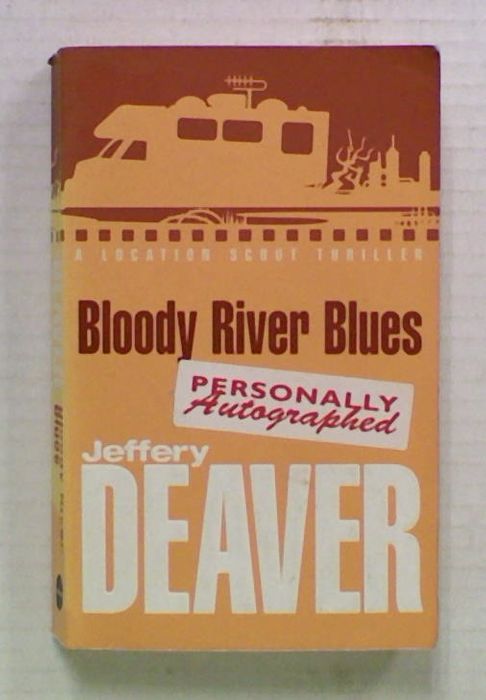 A LOCATION SCOUT THRILLER
Bloody River Blues
PERSONALLY
Autographed
Jeffery
DEAVER